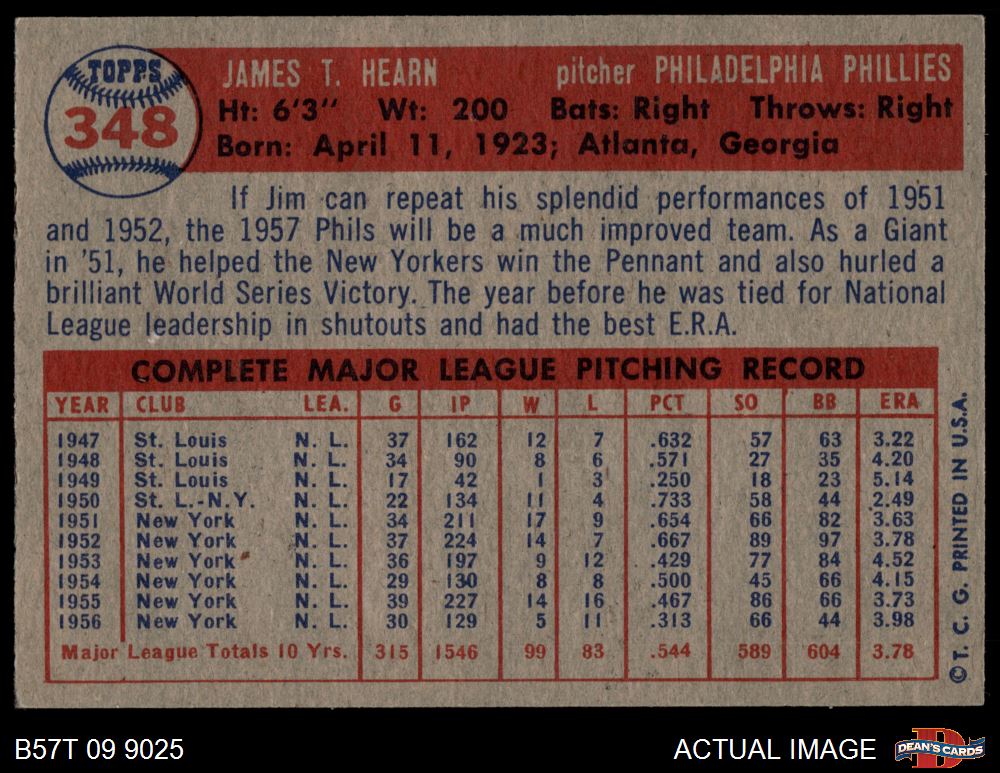 TOPPS
348
JAMES T. HEARN pitcher PHILADELPHIA PHILLIES
Ht: 6'3'' Wt: 200 Bats: Right Throws: Right
Born: April 11, 1923; Atlanta, Georgia
If Jim can repeat his splendid performances of 1951
and 1952, the 1957 Phils will be a much improved team. As a Giant
in '51, he helped the New Yorkers win the Pennant and also hurled a
brilliant World Series Victory. The year before he was tied for National
League leadership in shutouts and had the best E.R.A.
COMPLETE MAJOR LEAGUE PITCHING RECORD
YEAR CLUB LEA. G IP W L PCT SO BB ERA
1947 St. Louis N. L. 37 162 12 7 .632 57 63 3.22
1948 St. Louis N. L. 34 90 8 6 .571 27 35 4.20
1949 St. Louis N. L. 17 42 1 3 .250 18 23 5.14
1950 St. L.-N.Y. N. L. 22 134 11 4 .733 58 44 2.49
1951 New York N. L. 34 211 17 9 .654 66 82 3.63
1952 New York N. L. 37 224 14 7 .667 89 97 3.78
1953 New York N. L. 36 197 9 12 .429 77 84 4.52
1954 New York N. L. 29 130 8 8 .500 45 66 4.15
1955 New York N. L. 39 227 14 16 .467 86 66 3.73
1956 New York N. L. 30 129 5 11 .313 66 44 3.98
Major League Totals 10 Yrs. 315 1546 99 83 .544 589 604 3.78
©T. C. G. PRINTED IN U.S.A.
B57T 09 9025
ACTUAL IMAGE
DEAN'S CARDS